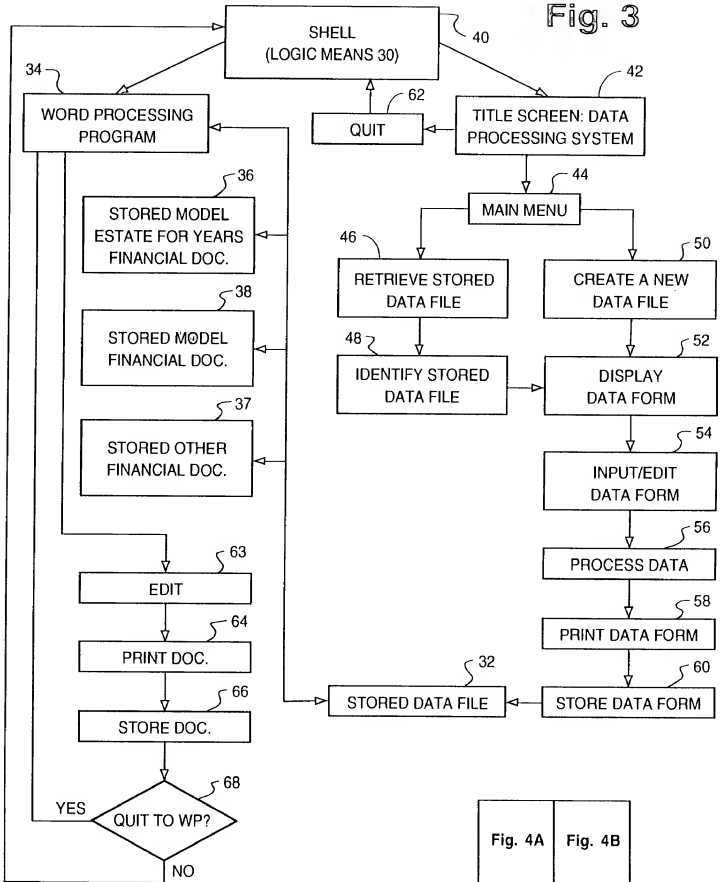 Fig. 3
40
SHELL
(LOGIC MEANS 30)
34
WORD PROCESSING
PROGRAM
62
QUIT
42
TITLE SCREEN: DATA
PROCESSING SYSTEM
44
MAIN MENU
36
STORED MODEL
ESTATE FOR YEARS
FINANCIAL DOC.
46
RETRIEVE STORED
DATA FILE
50
CREATE A NEW
DATA FILE
38
STORED MODEL
FINANCIAL DOC.
48
IDENTIFY STORED
DATA FILE
52
DISPLAY
DATA FORM
37
STORED OTHER
FINANCIAL DOC.
54
INPUT/EDIT
DATA FORM
56
PROCESS DATA
63
EDIT
58
PRINT DATA FORM
64
PRINT DOC.
32
STORED DATA FILE
60
STORE DATA FORM
66
STORE DOC.
68
QUIT TO WP?
YES
NO
Fig. 4A
Fig. 4B